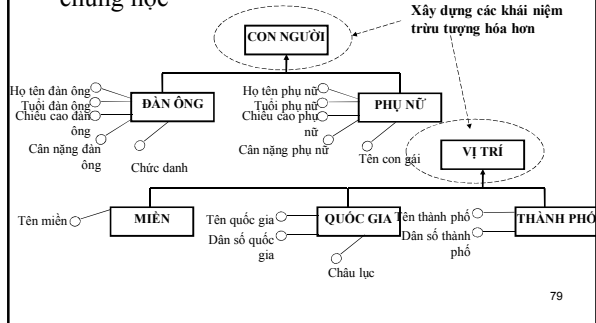 chung học
Xây dựng các khái niệm
trừu tượng hóa hơn
CON NGƯỜI
Họ tên đàn ông
Tuổi đàn ông
Chiều cao đàn
ông
Cân nặng đàn
ông
ĐÀN ÔNG
Chức danh
Họ tên phụ nữ
Tuổi phụ nữ
Chiều cao phụ
nữ
Cân nặng phụ nữ
PHỤ NỮ
Tên con gái
VỊ TRÍ
Tên miền
MIỀN
Tên quốc gia
Dân số quốc
gia
QUỐC GIA
Châu lục
Tên thành phố
Dân số thành
phố
THÀNH PHỐ
79